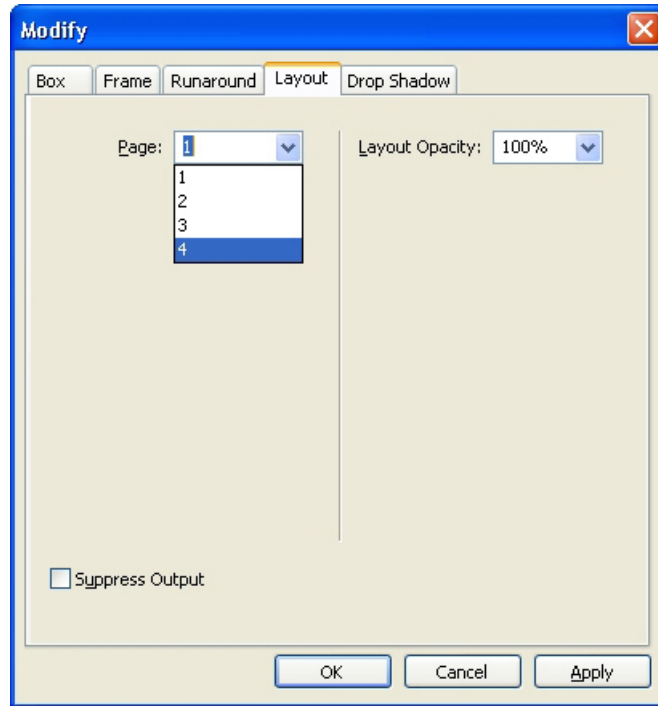 Modify
Box Frame Runaround Layout Drop Shadow
Page: 1 Layout Opacity: 100%
1
2
3
4
Suppress Output
OK Cancel Apply